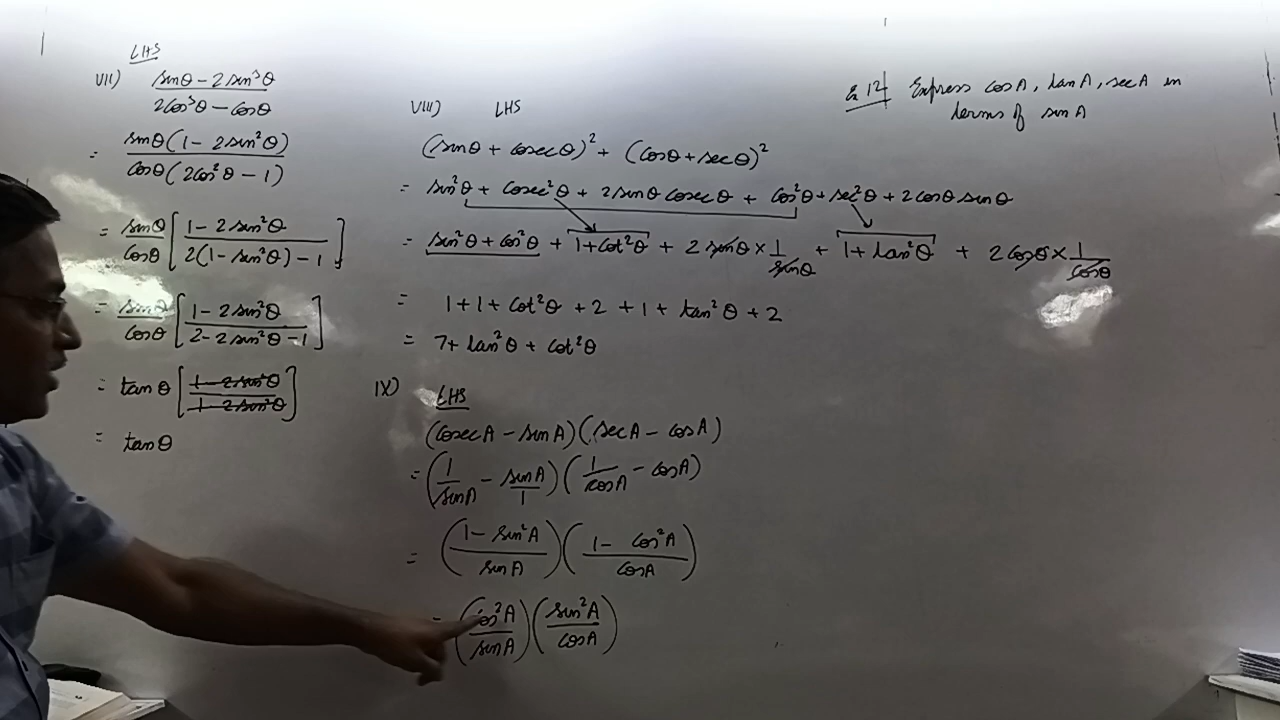 LHS
VII) (sinθ - 2sin³θ)/(2cos³θ - cosθ)
= sinθ(1 - 2sin²θ)/cosθ(2cos²θ - 1)
= sinθ/cosθ [(1 - 2sin²θ)/(2(1 - sin²θ) - 1)]
= sinθ/cosθ [(1 - 2sin²θ)/(2 - 2sin²θ - 1)]
= tanθ [(1 - 2sin²θ)/(1 - 2sin²θ)]
= tanθ
VIII) LHS
(sinθ + cosecθ)² + (cosθ + secθ)²
= sin²θ + cosec²θ + 2sinθ cosecθ + cos²θ + sec²θ + 2cosθ sinθ
= sin²θ + cos²θ + 1 + cot²θ + 2 sinθ × 1/sinθ + 1 + tan²θ + 2 cosθ × 1/cosθ
= 1 + 1 + cot²θ + 2 + 1 + tan²θ + 2
= 7 + tan²θ + cot²θ
IX) LHS
(cosecA - sinA)(secA - cosA)
= (1/sinA - sinA/1)(1/cosA - cosA)
= ((1 - sin²A)/sinA)((1 - cos²A)/cosA)
= (cos²A/sinA)(sin²A/cosA)
Ex 12) Express cosA, tanA, secA in
terms of sinA